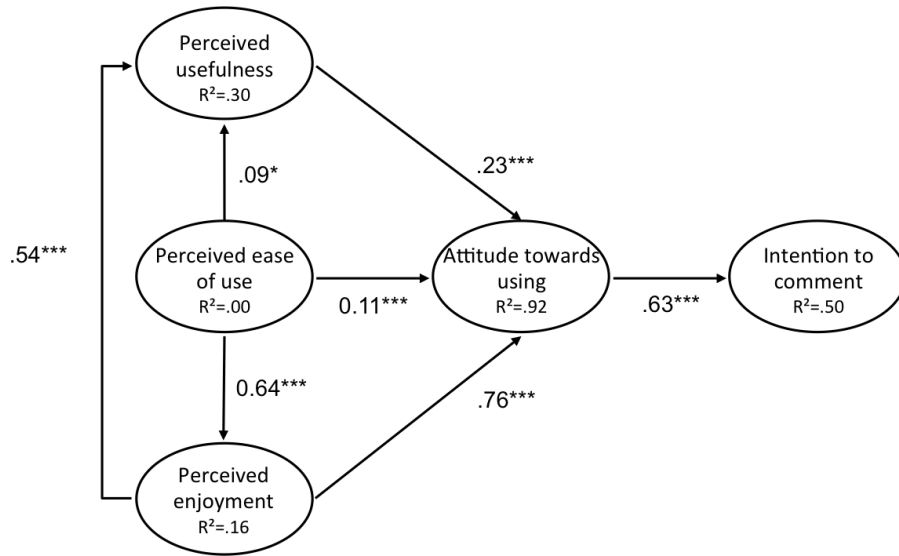 Perceived
usefulness
R²=.30
.09*
.23***
.54***
Perceived ease
of use
R²=.00
0.11***
Attitude towards
using
R²=.92
.63***
Intention to
comment
R²=.50
0.64***
.76***
Perceived
enjoyment
R²=.16